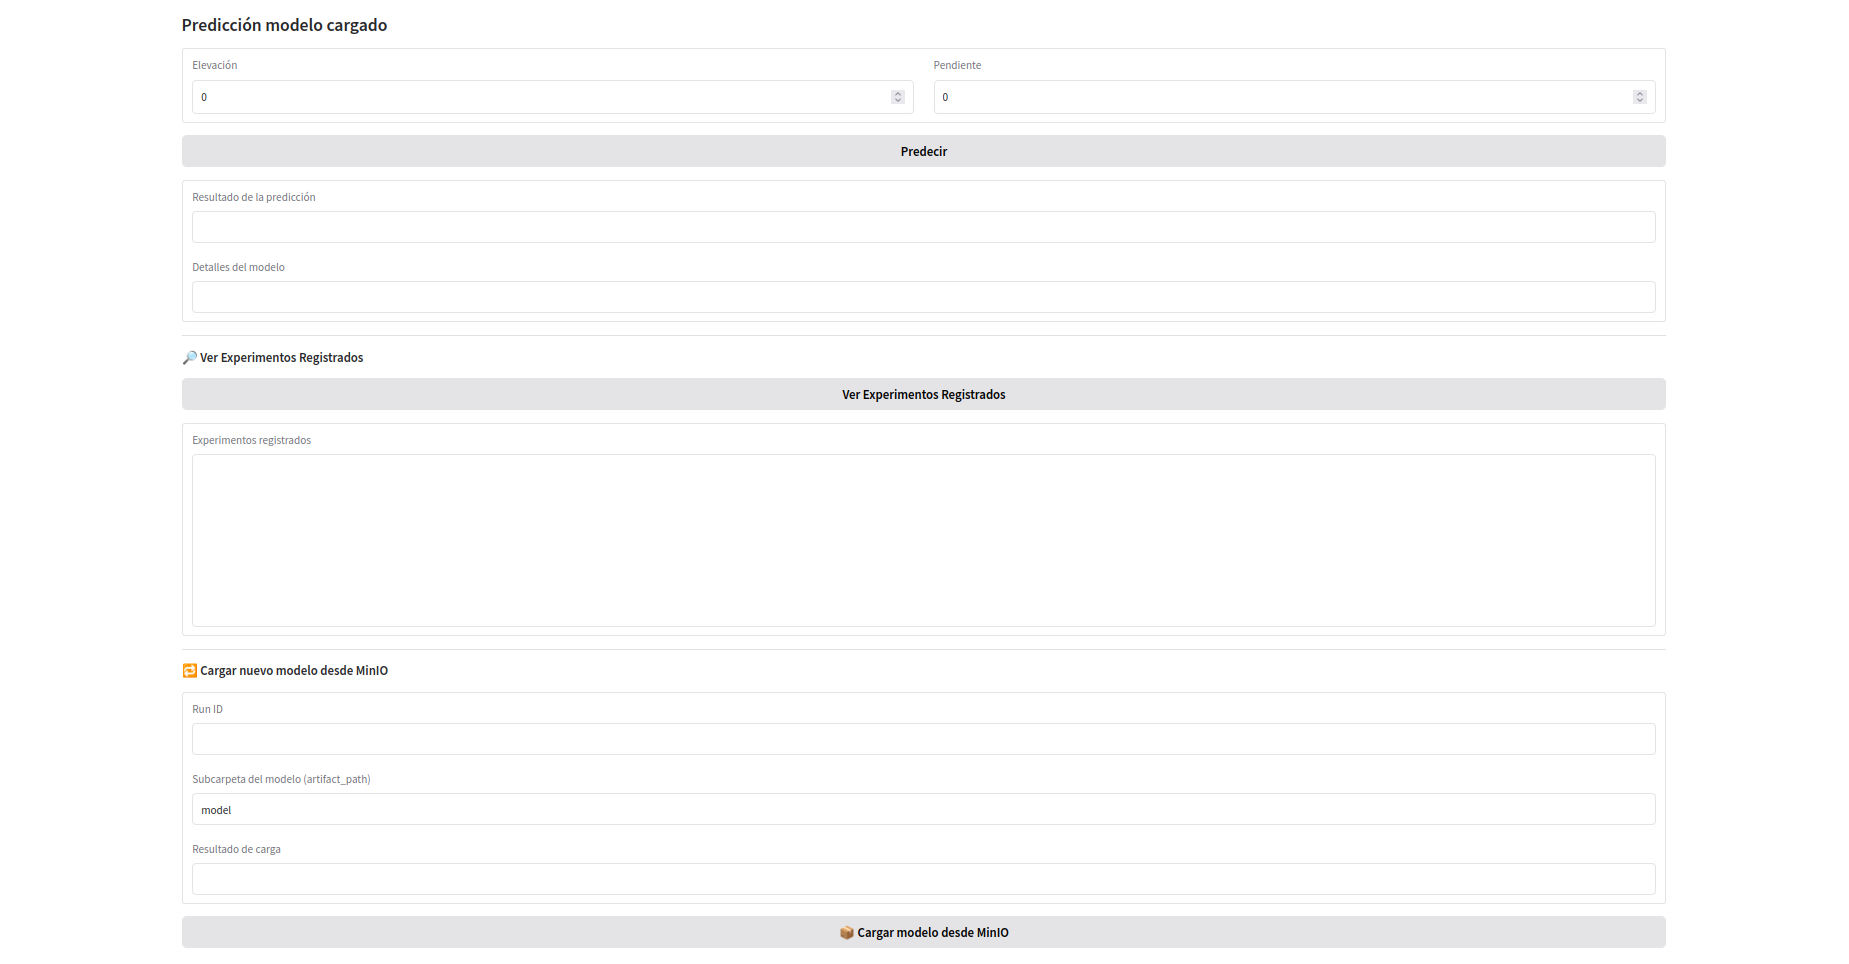 Predicción modelo cargado
Elevación
Pendiente
0
0
Predecir
Resultado de la predicción
Detalles del modelo
🔎 Ver Experimentos Registrados
Ver Experimentos Registrados
Experimentos registrados
🔁 Cargar nuevo modelo desde MinIO
Run ID
Subcarpeta del modelo (artifact_path)
model
Resultado de carga
📦 Cargar modelo desde MinIO